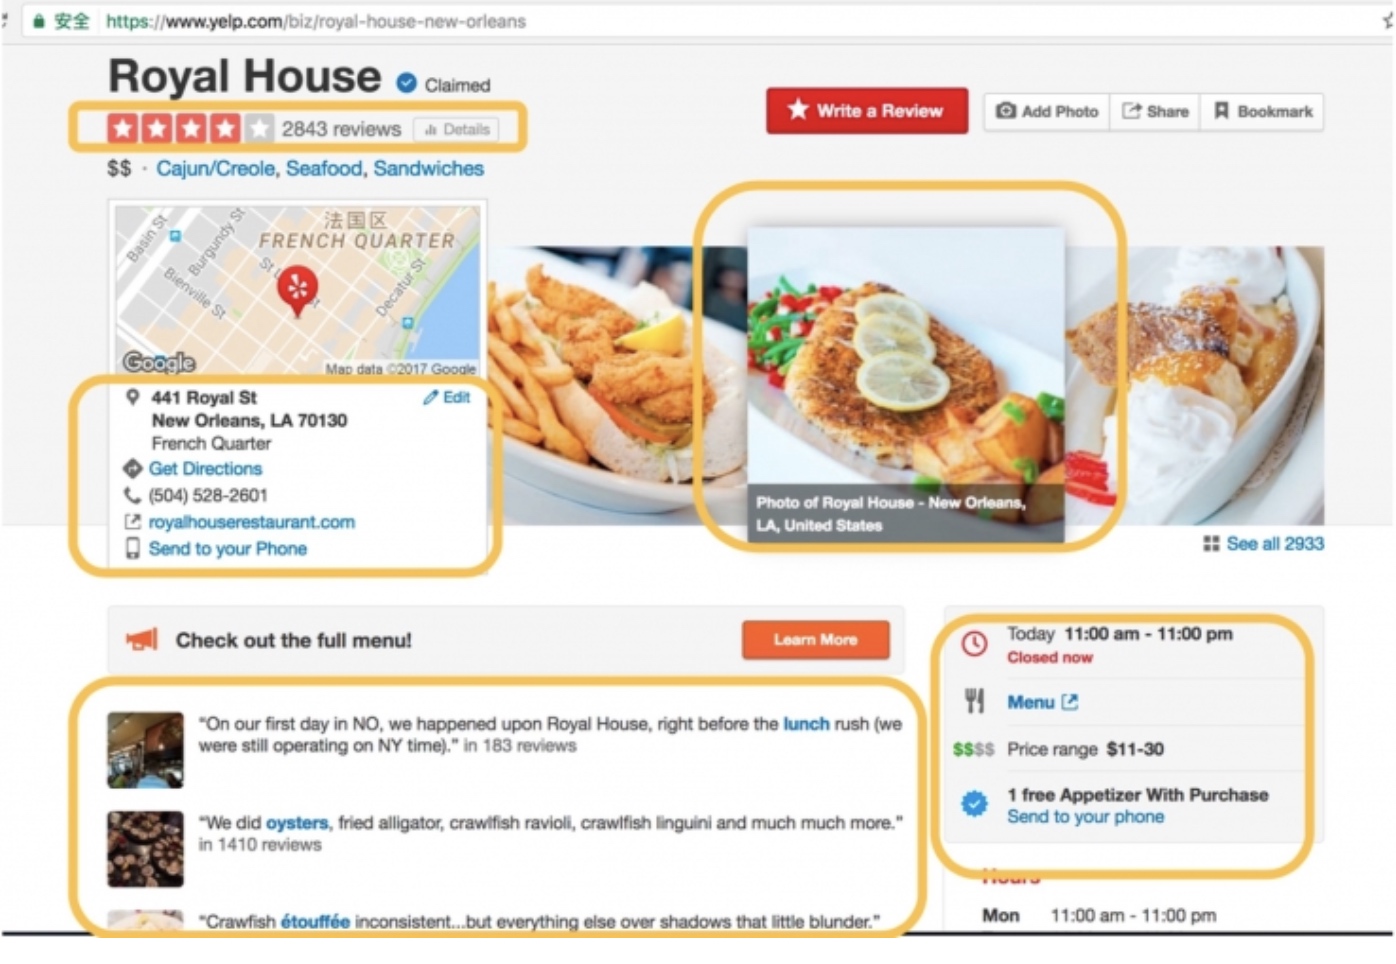 安全 https://www.yelp.com/biz/royal-house-new-orleans
Royal House Claimed
2843 reviews Details
Write a Review Add Photo Share Bookmark
$$ · Cajun/Creole, Seafood, Sandwiches
法国区
FRENCH QUARTER
Basin St
Burgundy St
Bienville St
Decatur St
Google
Map data ©2017 Google
441 Royal St Edit
New Orleans, LA 70130
French Quarter
Get Directions
(504) 528-2601
royalhouserestaurant.com
Send to your Phone
Photo of Royal House - New Orleans,
LA, United States
See all 2933
Check out the full menu! Learn More
“On our first day in NO, we happened upon Royal House, right before the lunch rush (we
were still operating on NY time).” in 183 reviews
“We did oysters, fried alligator, crawlfish ravioli, crawlfish linguini and much much more.”
in 1410 reviews
“Crawfish étouffée inconsistent...but everything else over shadows that little blunder.”
Today 11:00 am - 11:00 pm
Closed now
Menu
$$$$ Price range $11-30
1 free Appetizer With Purchase
Send to your phone
Hours
Mon 11:00 am - 11:00 pm